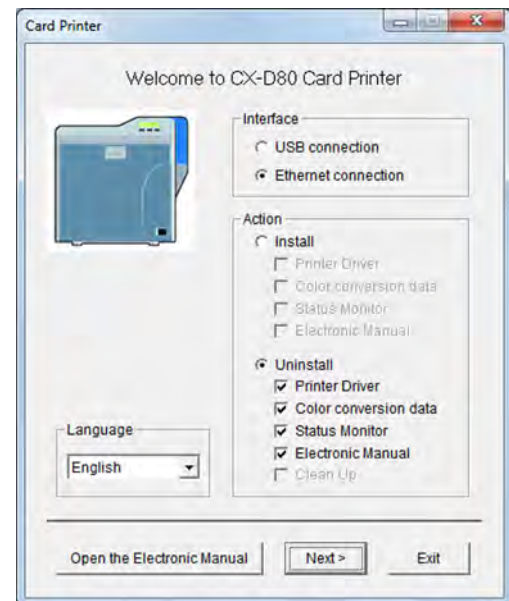 Card Printer
Welcome to CX-D80 Card Printer
Interface
USB connection
Ethernet connection
Action
Install
Printer Driver
Color conversion data
Status Monitor
Electronic Manual
Uninstall
Printer Driver
Color conversion data
Status Monitor
Electronic Manual
Clean Up
Language
English
Open the Electronic Manual
Next >
Exit